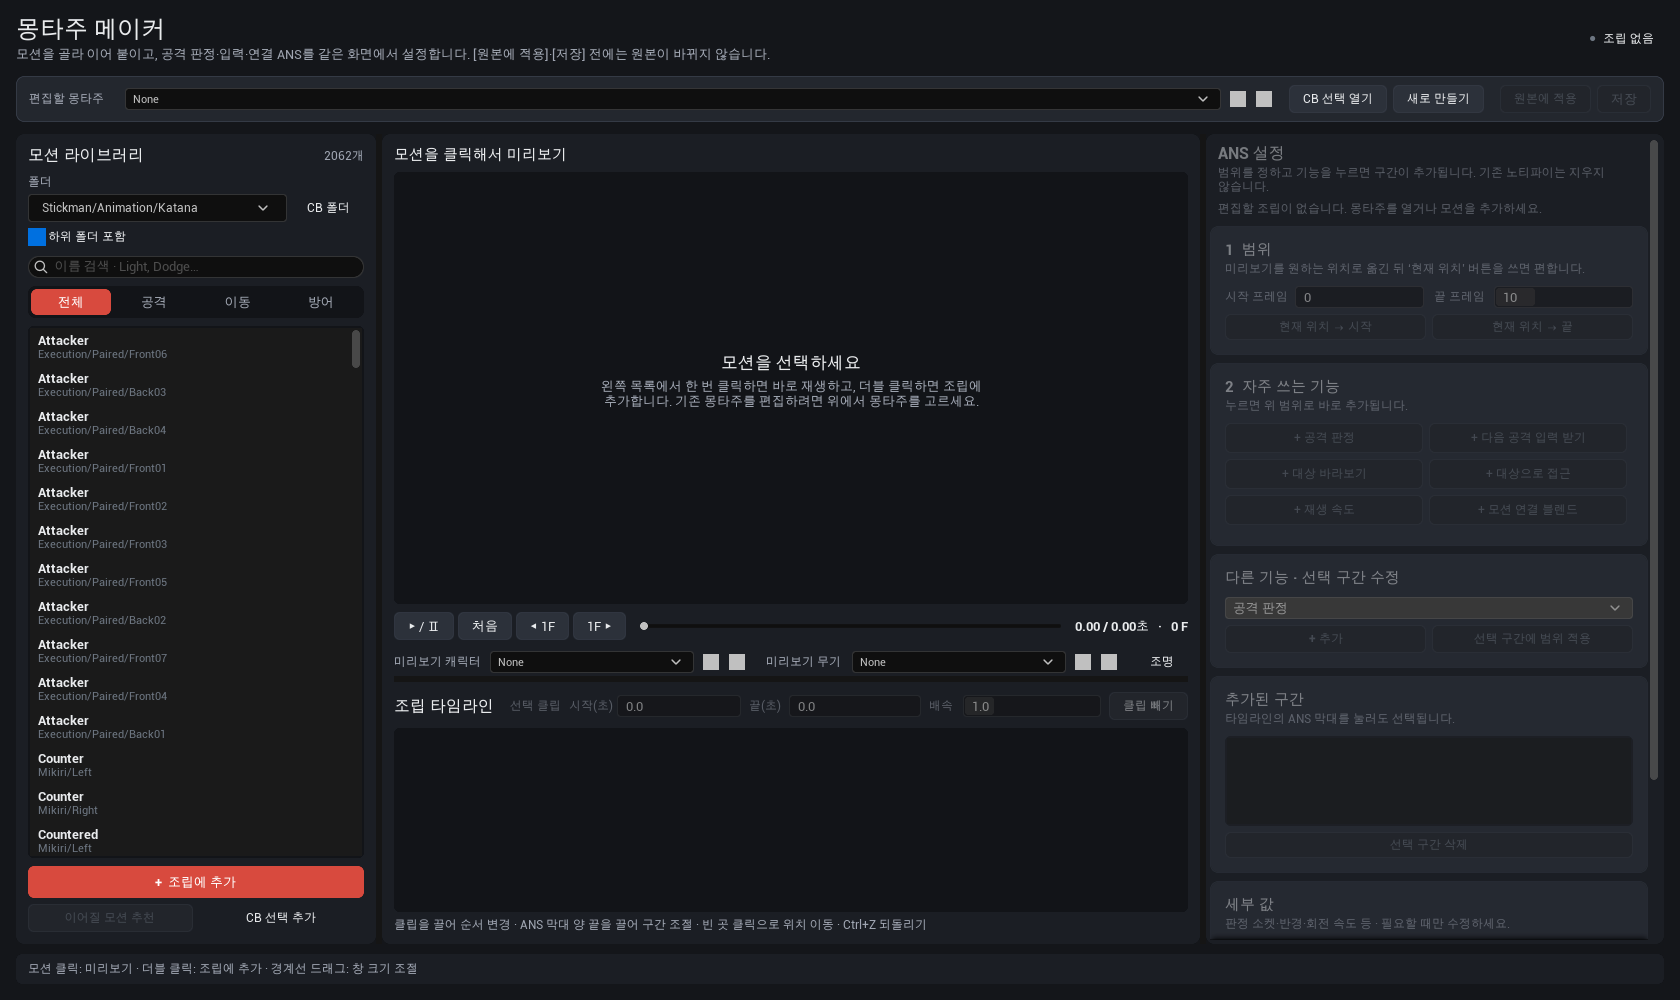 몽타주 메이커
모션을 골라 이어 붙이고, 공격 판정·입력·연결 ANS를 같은 화면에서 설정합니다. [원본에 적용]·[저장] 전에는 원본이 바뀌지 않습니다.
조립 없음
편집할 몽타주
None
CB 선택 열기
새로 만들기
원본에 적용
저장
모션 라이브러리
2062개
폴더
Stickman/Animation/Katana
CB 폴더
하위 폴더 포함
이름 검색 · Light, Dodge...
전체
공격
이동
방어
Attacker
Execution/Paired/Front06
Attacker
Execution/Paired/Back03
Attacker
Execution/Paired/Back04
Attacker
Execution/Paired/Front01
Attacker
Execution/Paired/Front02
Attacker
Execution/Paired/Front03
Attacker
Execution/Paired/Front05
Attacker
Execution/Paired/Back02
Attacker
Execution/Paired/Front07
Attacker
Execution/Paired/Front04
Attacker
Execution/Paired/Back01
Counter
Mikiri/Left
Counter
Mikiri/Right
Countered
Mikiri/Left
+ 조립에 추가
이어질 모션 추천
CB 선택 추가
모션을 클릭해서 미리보기
모션을 선택하세요
왼쪽 목록에서 한 번 클릭하면 바로 재생하고, 더블 클릭하면 조립에
추가합니다. 기존 몽타주를 편집하려면 위에서 몽타주를 고르세요.
▶ / II
처음
◀ 1F
1F ▶
0.00 / 0.00초 · 0 F
미리보기 캐릭터
None
미리보기 무기
None
조명
조립 타임라인
선택 클립
시작(초)
0.0
끝(초)
0.0
배속
1.0
클립 빼기
클립을 끌어 순서 변경 · ANS 막대 양 끝을 끌어 구간 조절 · 빈 곳 클릭으로 위치 이동 · Ctrl+Z 되돌리기
ANS 설정
범위를 정하고 기능을 누르면 구간이 추가됩니다. 기존 노티파이는 지우지
않습니다.
편집할 조립이 없습니다. 몽타주를 열거나 모션을 추가하세요.
1 범위
미리보기를 원하는 위치로 옮긴 뒤 '현재 위치' 버튼을 쓰면 편합니다.
시작 프레임
0
끝 프레임
10
현재 위치 → 시작
현재 위치 → 끝
2 자주 쓰는 기능
누르면 위 범위로 바로 추가됩니다.
+ 공격 판정
+ 다음 공격 입력 받기
+ 대상 바라보기
+ 대상으로 접근
+ 재생 속도
+ 모션 연결 블렌드
다른 기능 · 선택 구간 수정
공격 판정
+ 추가
선택 구간에 범위 적용
추가된 구간
타임라인의 ANS 막대를 눌러도 선택됩니다.
선택 구간 삭제
세부 값
판정 소켓·반경·회전 속도 등 · 필요할 때만 수정하세요.
모션 클릭: 미리보기 · 더블 클릭: 조립에 추가 · 경계선 드래그: 창 크기 조절